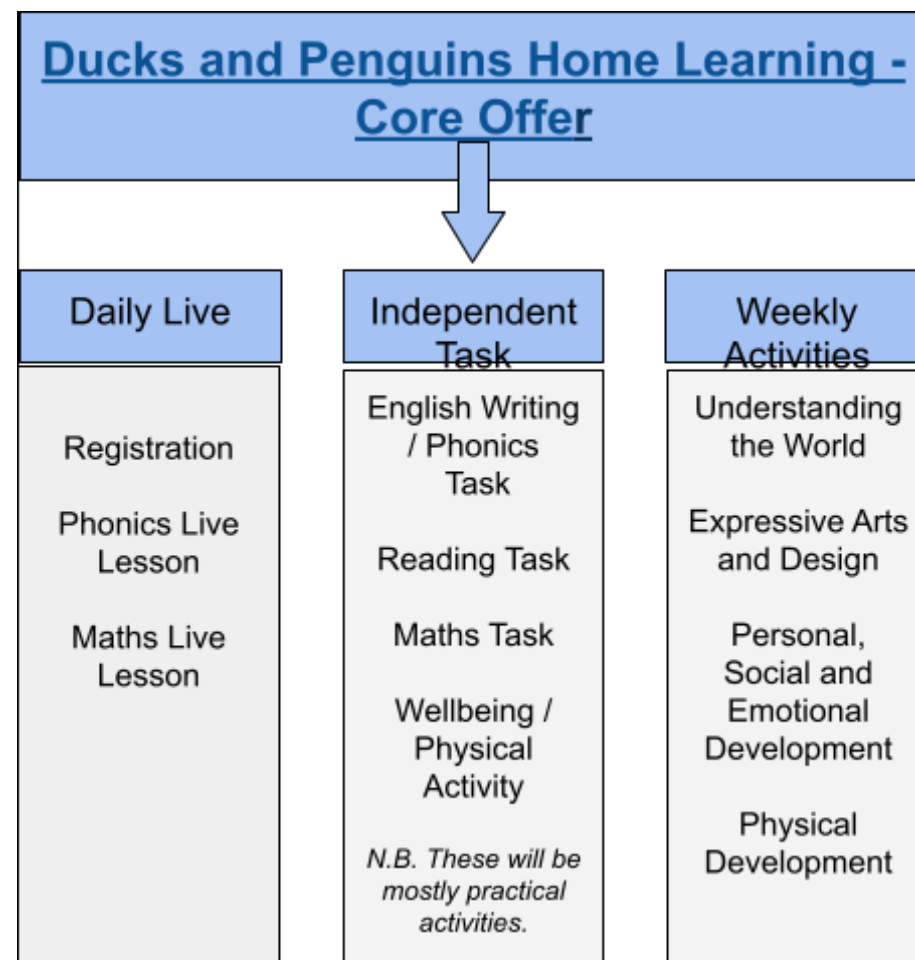 Ducks and Penguins Home Learning -
Core Offer
Daily Live
Registration
Phonics Live
Lesson
Maths Live
Lesson
Independent
Task
English Writing
/ Phonics
Task
Reading Task
Maths Task
Wellbeing /
Physical
Activity
N.B. These will be
mostly practical
activities.
Weekly
Activities
Understanding
the World
Expressive Arts
and Design
Personal,
Social and
Emotional
Development
Physical
Development